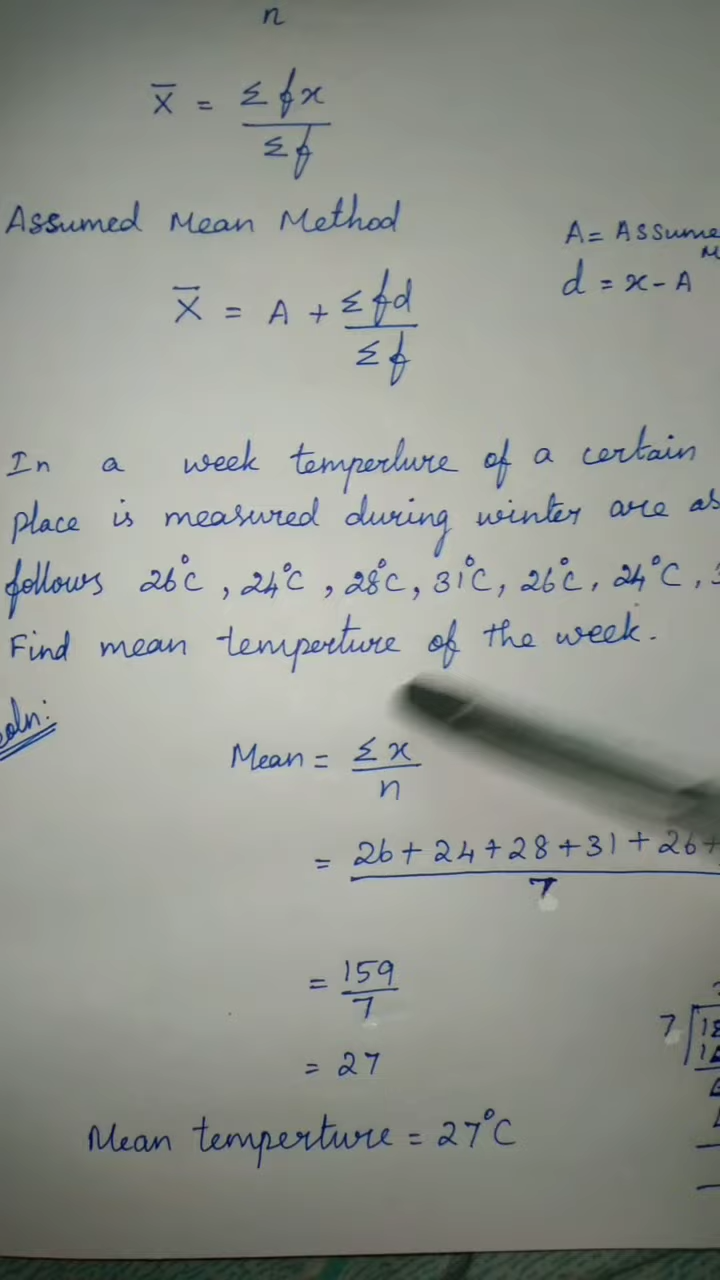 n
X̄ = Σfx / Σf
Assumed Mean Method
A = Assume
d = x - A
X̄ = A + Σfd / Σf
In a week temperture of a certain
place is measured during winter are as
follows 26°C, 24°C, 28°C, 31°C, 26°C, 24°C,
Find mean temperture of the week.
soln:
Mean = Σx / n
= 26 + 24 + 28 + 31 + 26 +
7
= 159 / 7
7
= 27
Mean temperture = 27°C